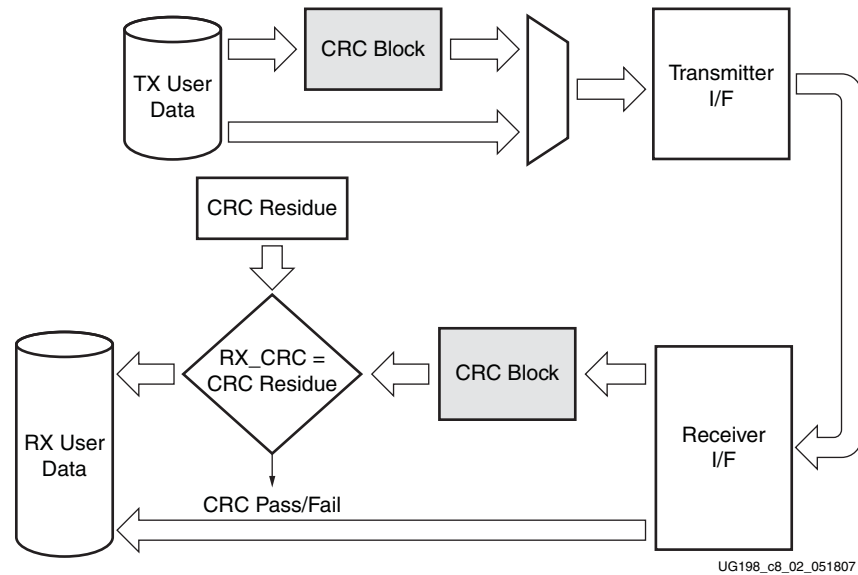 CRC Block
TX User
Data
Transmitter
I/F
CRC Residue
RX_CRC =
CRC Residue
CRC Block
RX User
Data
Receiver
I/F
CRC Pass/Fail
UG198_c8_02_051807